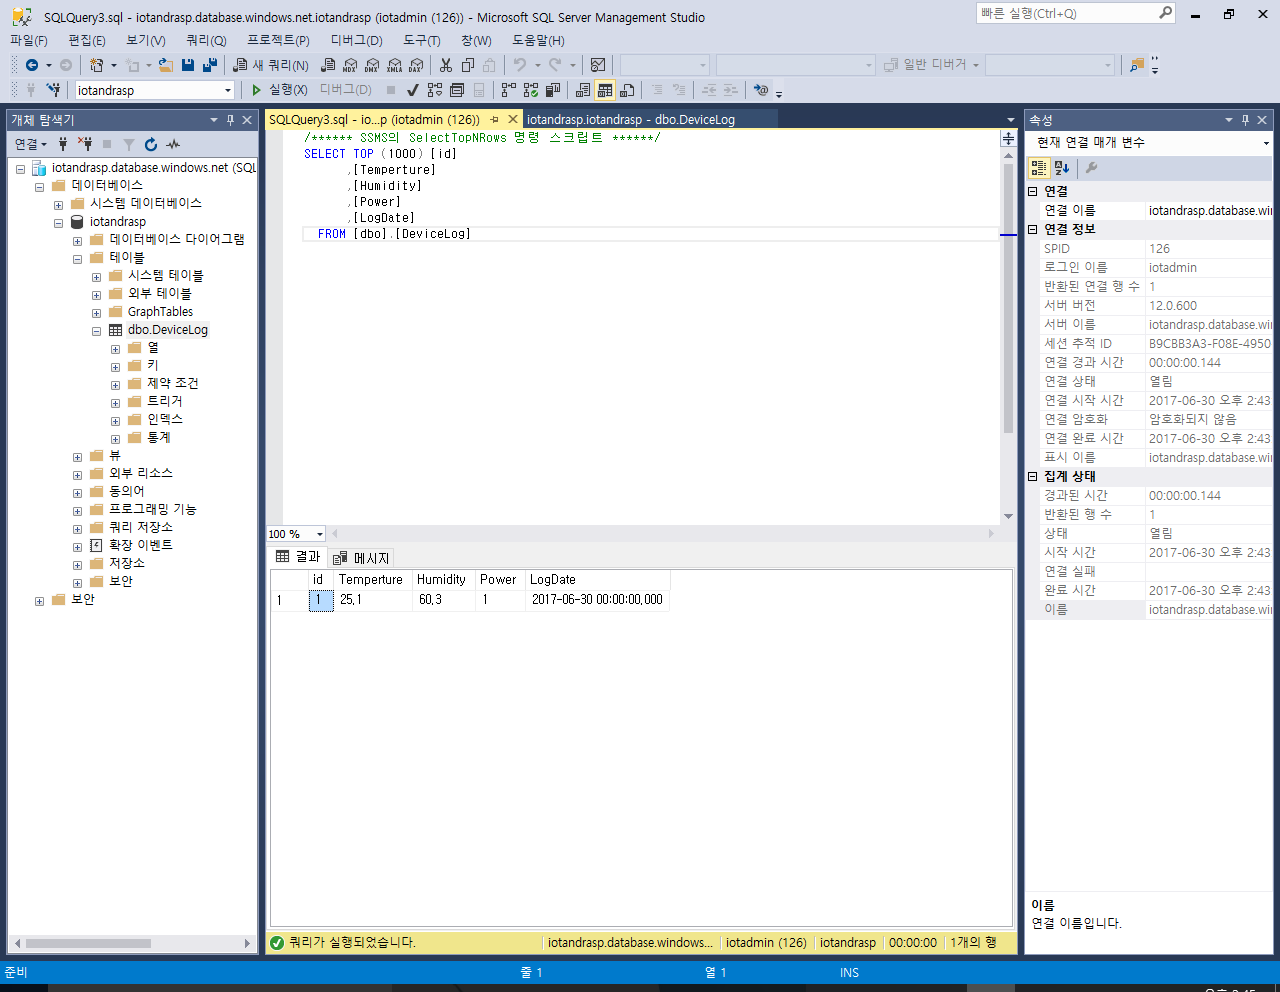 SQLQuery3.sql - iotandrasp.database.windows.net.iotandrasp (iotadmin (126)) - Microsoft SQL Server Management Studio
빠른 실행(Ctrl+Q)
파일(F) 편집(E) 보기(V) 쿼리(Q) 프로젝트(P) 디버그(D) 도구(T) 창(W) 도움말(H)
새 쿼리(N) MDX DMX XMLA DAX 일반 디버거
iotandrasp 실행(X) 디버그(D)
개체 탐색기
연결
iotandrasp.database.windows.net (SQL
데이터베이스
시스템 데이터베이스
iotandrasp
데이터베이스 다이어그램
테이블
시스템 테이블
외부 테이블
GraphTables
dbo.DeviceLog
열
키
제약 조건
트리거
인덱스
통계
뷰
외부 리소스
동의어
프로그래밍 기능
쿼리 저장소
확장 이벤트
저장소
보안
보안
SQLQuery3.sql - io...p (iotadmin (126)) iotandrasp.iotandrasp - dbo.DeviceLog
/****** SSMS의 SelectTopNRows 명령 스크립트 ******/
SELECT TOP (1000) [id]
,[Temperture]
,[Humidity]
,[Power]
,[LogDate]
FROM [dbo].[DeviceLog]
100 %
결과 메시지
id Temperture Humidity Power LogDate
1 1 25,1 60,3 1 2017-06-30 00:00:00,000
쿼리가 실행되었습니다. iotandrasp.database.windows... iotadmin (126) iotandrasp 00:00:00 1개의 행
속성
현재 연결 매개 변수
연결
연결 이름 iotandrasp.database.wi
연결 정보
SPID 126
로그인 이름 iotadmin
반환된 연결 행 수 1
서버 버전 12.0.600
서버 이름 iotandrasp.database.wi
세션 추적 ID B9CBB3A3-F08E-4950
연결 경과 시간 00:00:00.144
연결 상태 열림
연결 시작 시간 2017-06-30 오후 2:43
연결 암호화 암호화되지 않음
연결 완료 시간 2017-06-30 오후 2:43
표시 이름 iotandrasp.database.wi
집계 상태
경과된 시간 00:00:00.144
반환된 행 수 1
상태 열림
시작 시간 2017-06-30 오후 2:43
연결 실패
완료 시간 2017-06-30 오후 2:43
이름 iotandrasp.database.wi
이름
연결 이름입니다.
준비 줄 1 열 1 INS